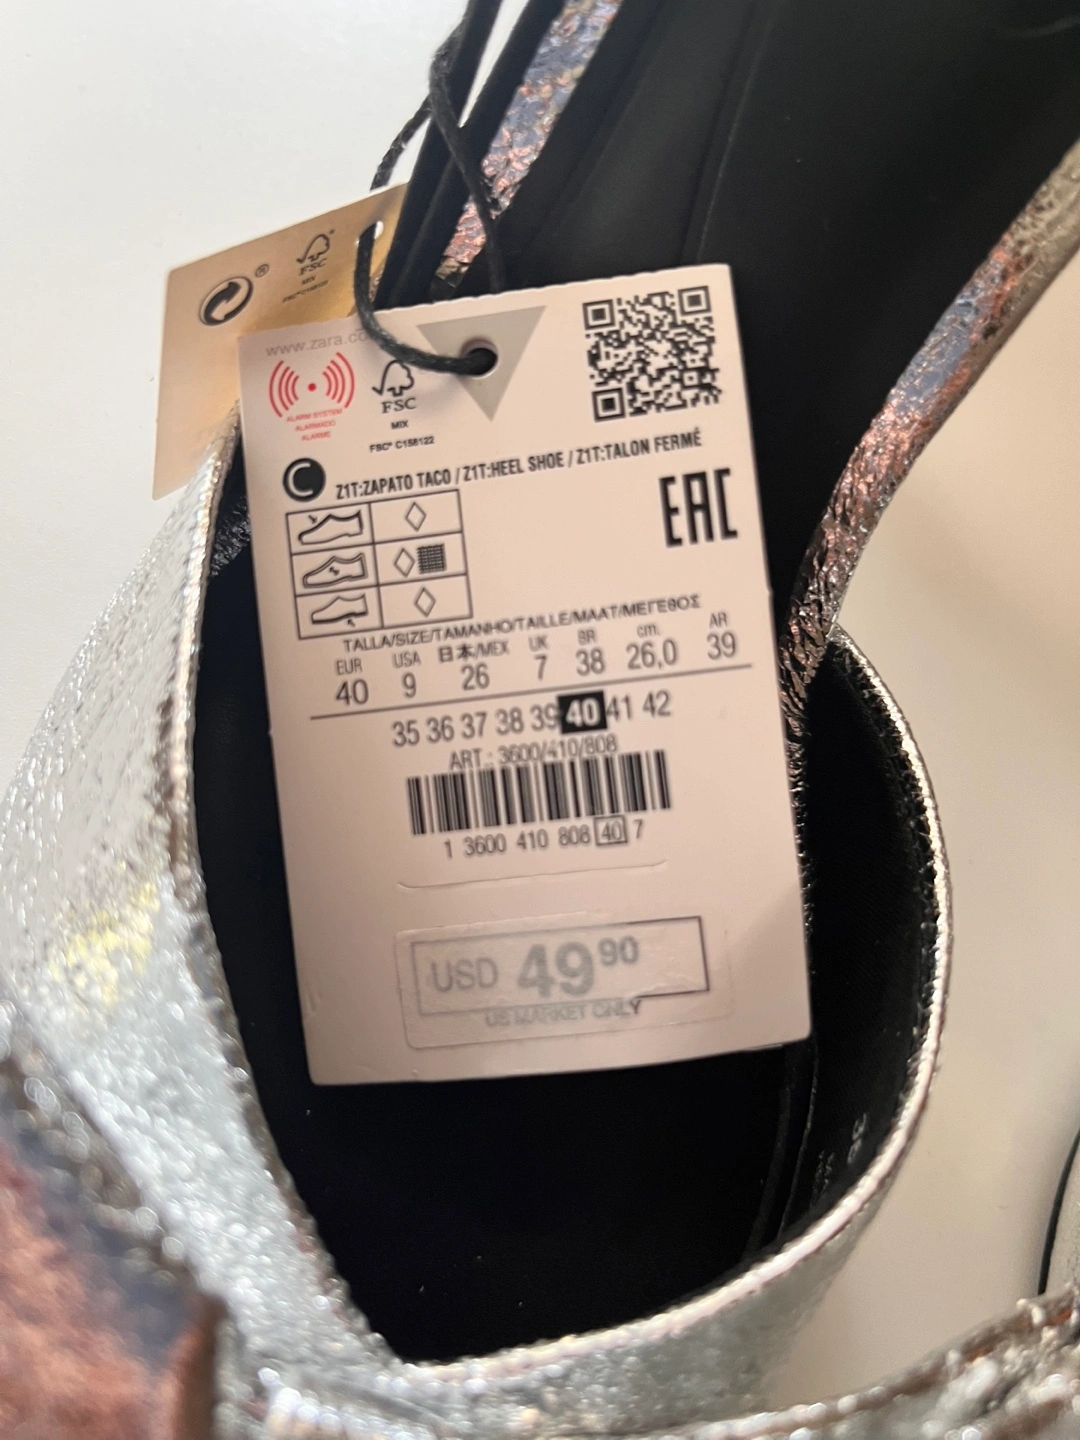 ®
FSC®
MIX
FSC® C158122
www.zara.co
ALARM SYSTEM
ALARMADO
ALARME
FSC
MIX
FSC® C158122
C Z1T:ZAPATO TACO / Z1T:HEEL SHOE / Z1T:TALON FERMÉ
EAC
TALLA/SIZE/TAMANHO/TAILLE/MAAT/ΜΕΓΕΘΟΣ
EUR USA 日本/MEX UK BR cm. AR
40 9 26 7 38 26,0 39
35 36 37 38 39 40 41 42
ART : 3600/410/808
1 3600 410 808 40 7
USD 49 90
US MARKET ONLY